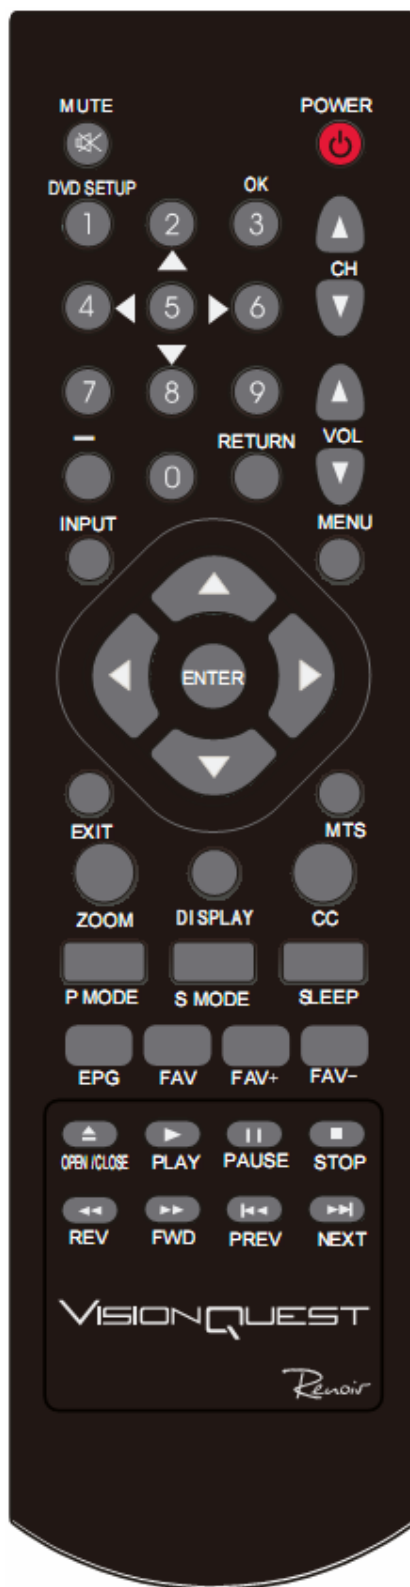 MUTE POWER
DVD SETUP OK
1 2 3
CH
4 5 6
7 8 9
– RETURN VOL
0
INPUT MENU
ENTER
EXIT MTS
ZOOM DISPLAY CC
P MODE S MODE SLEEP
EPG FAV FAV+ FAV–
OPEN/CLOSE PLAY PAUSE STOP
REV FWD PREV NEXT
VISIONQUEST
Renoir